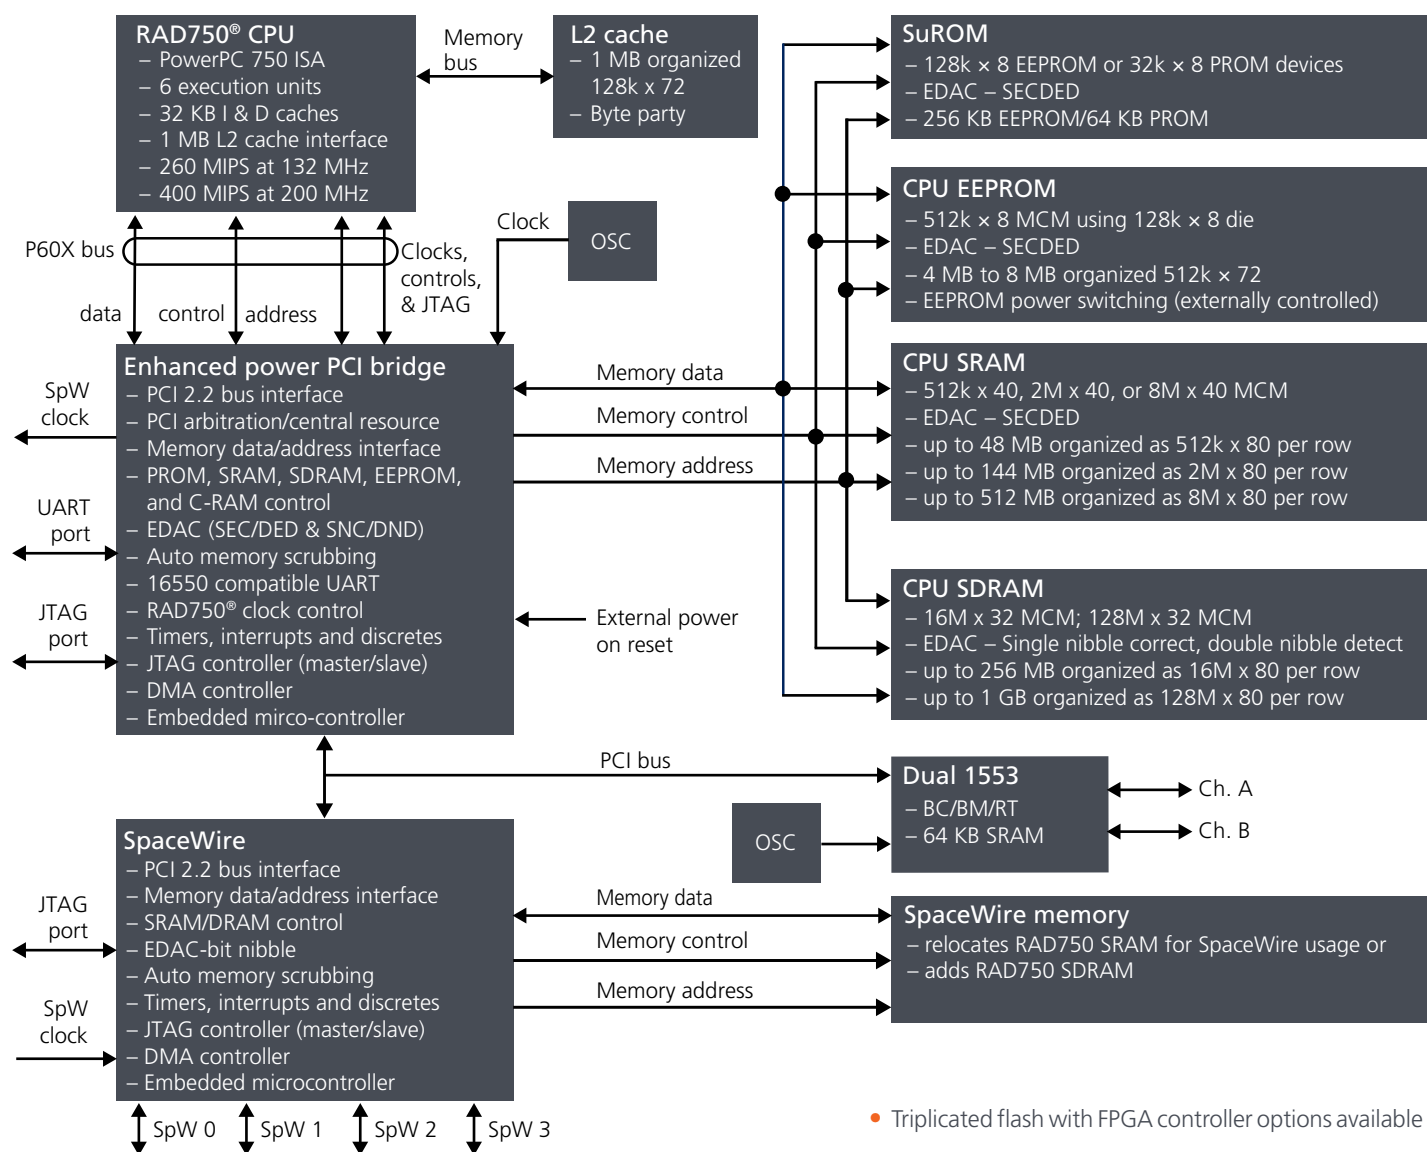 RAD750® CPU
– PowerPC 750 ISA
– 6 execution units
– 32 KB I & D caches
– 1 MB L2 cache interface
– 260 MIPS at 132 MHz
– 400 MIPS at 200 MHz
Memory
bus
L2 cache
– 1 MB organized
128k x 72
– Byte party
SuROM
– 128k × 8 EEPROM or 32k × 8 PROM devices
– EDAC – SECDED
– 256 KB EEPROM/64 KB PROM
CPU EEPROM
– 512k × 8 MCM using 128k × 8 die
– EDAC – SECDED
– 4 MB to 8 MB organized 512k × 72
– EEPROM power switching (externally controlled)
P60X bus
Clocks,
controls,
& JTAG
data
control
address
Clock
OSC
Enhanced power PCI bridge
– PCI 2.2 bus interface
– PCI arbitration/central resource
– Memory data/address interface
– PROM, SRAM, SDRAM, EEPROM,
and C-RAM control
– EDAC (SEC/DED & SNC/DND)
– Auto memory scrubbing
– 16550 compatible UART
– RAD750® clock control
– Timers, interrupts and discretes
– JTAG controller (master/slave)
– DMA controller
– Embedded mirco-controller
SpW
clock
UART
port
JTAG
port
Memory data
Memory control
Memory address
External power
on reset
CPU SRAM
– 512k x 40, 2M x 40, or 8M x 40 MCM
– EDAC – SECDED
– up to 48 MB organized as 512k x 80 per row
– up to 144 MB organized as 2M x 80 per row
– up to 512 MB organized as 8M x 80 per row
CPU SDRAM
– 16M x 32 MCM; 128M x 32 MCM
– EDAC – Single nibble correct, double nibble detect
– up to 256 MB organized as 16M x 80 per row
– up to 1 GB organized as 128M x 80 per row
PCI bus
Dual 1553
– BC/BM/RT
– 64 KB SRAM
Ch. A
Ch. B
OSC
SpaceWire
– PCI 2.2 bus interface
– Memory data/address interface
– SRAM/DRAM control
– EDAC-bit nibble
– Auto memory scrubbing
– Timers, interrupts and discretes
– JTAG controller (master/slave)
– DMA controller
– Embedded microcontroller
JTAG
port
SpW
clock
Memory data
Memory control
Memory address
SpaceWire memory
– relocates RAD750 SRAM for SpaceWire usage or
– adds RAD750 SDRAM
SpW 0
SpW 1
SpW 2
SpW 3
• Triplicated flash with FPGA controller options available